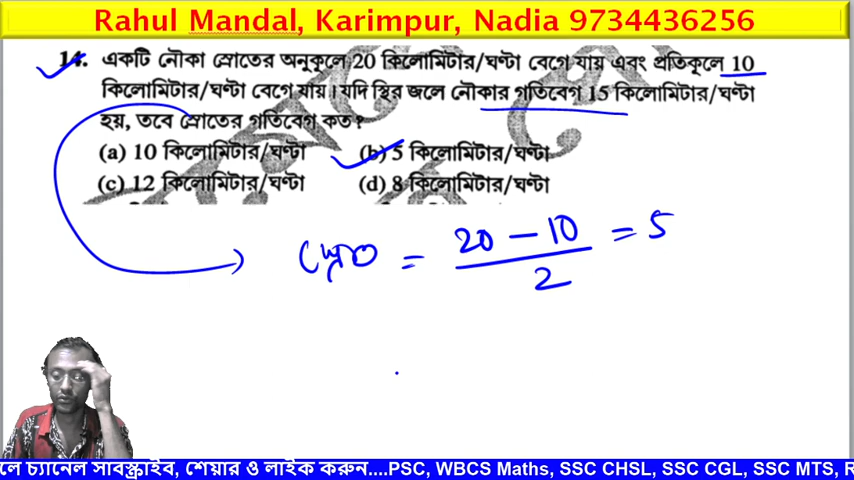 Rahul Mandal, Karimpur, Nadia 9734436256
14. একটি নৌকা স্রোতের অনুকূলে 20 কিলোমিটার/ঘণ্টা বেগে যায় এবং প্রতিকূলে 10
কিলোমিটার/ঘণ্টা বেগে যায়। যদি স্থির জলে নৌকার গতিবেগ 15 কিলোমিটার/ঘণ্টা
হয়, তবে স্রোতের গতিবেগ কত?
(a) 10 কিলোমিটার/ঘণ্টা (b) 5 কিলোমিটার/ঘণ্টা
(c) 12 কিলোমিটার/ঘণ্টা (d) 8 কিলোমিটার/ঘণ্টা
স্রোত = 20 − 10 = 5
2
লে চ্যানেল সাবস্ক্রাইব, শেয়ার ও লাইক করুন....PSC, WBCS Maths, SSC CHSL, SSC CGL, SSC MTS, R